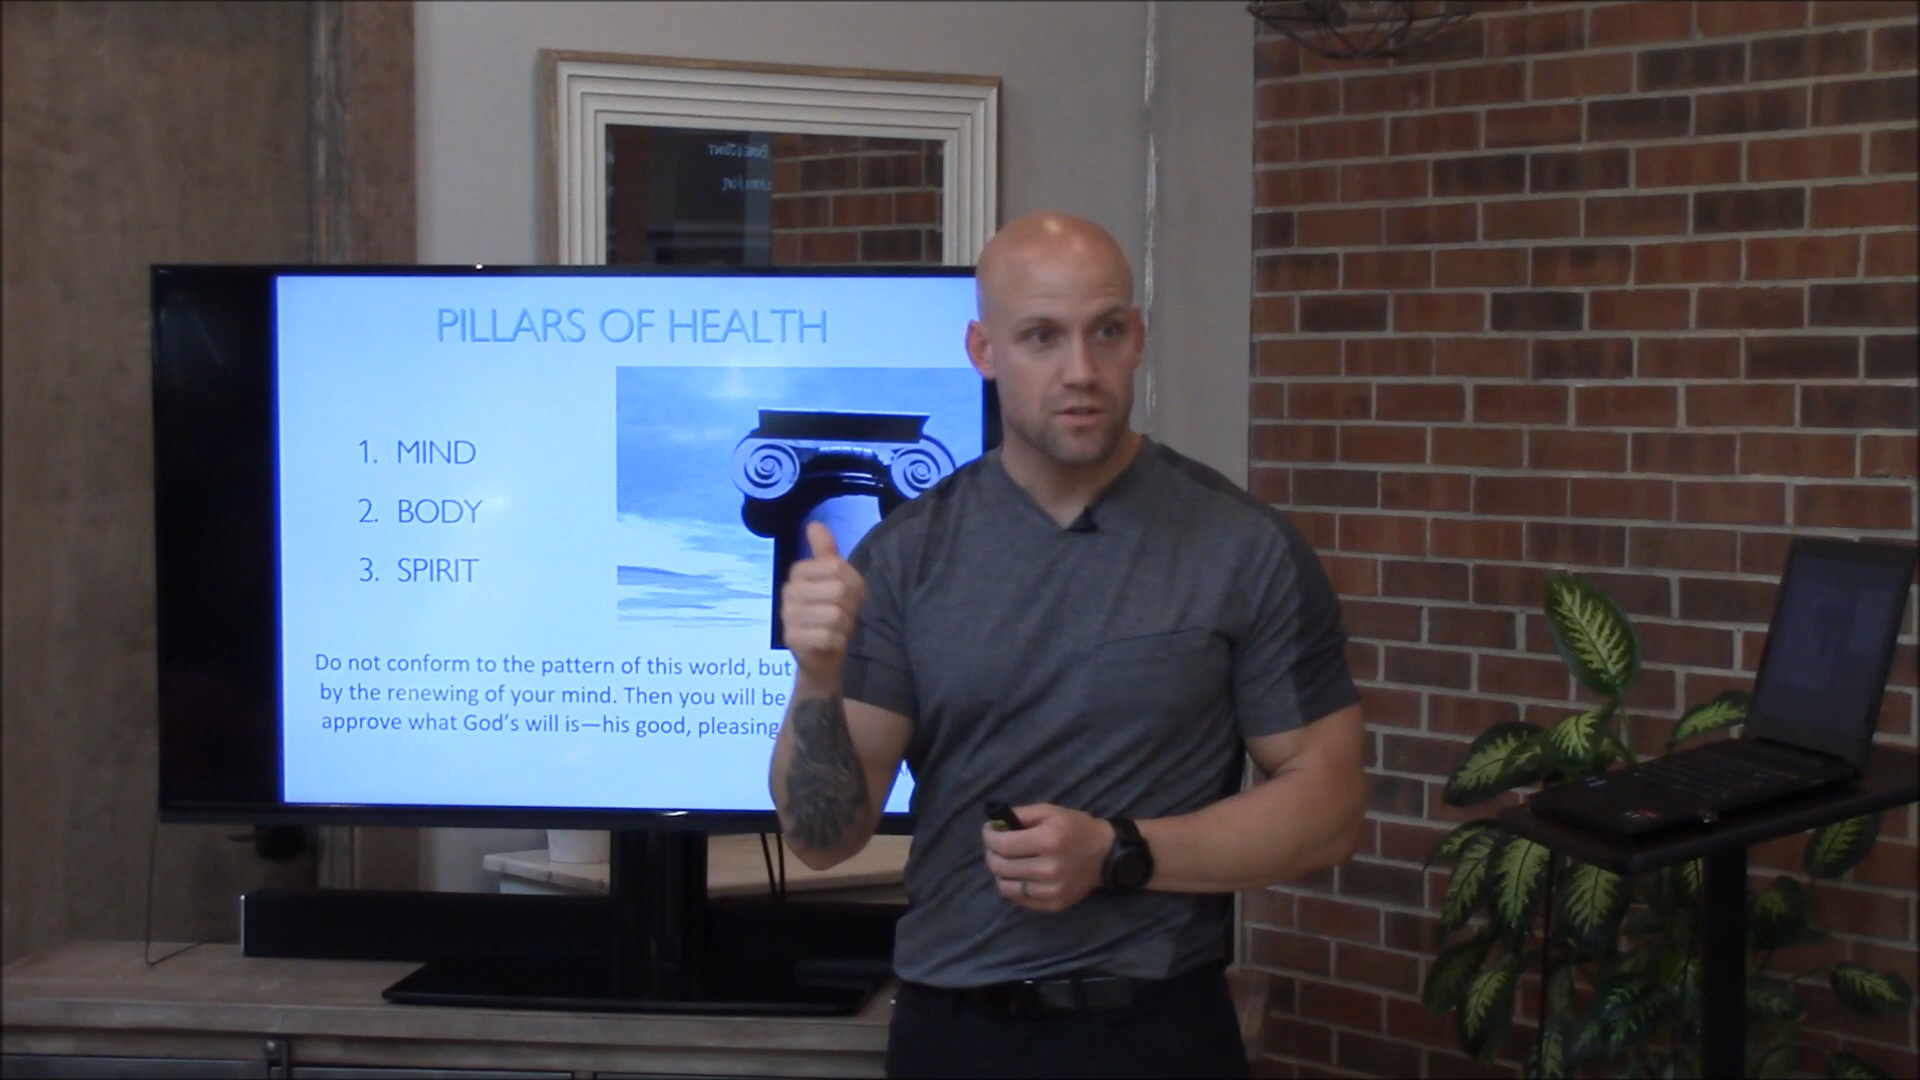 PILLARS OF HEALTH
1. MIND
2. BODY
3. SPIRIT
Do not conform to the pattern of this world, but
by the renewing of your mind. Then you will be
approve what God's will is—his good, pleasing